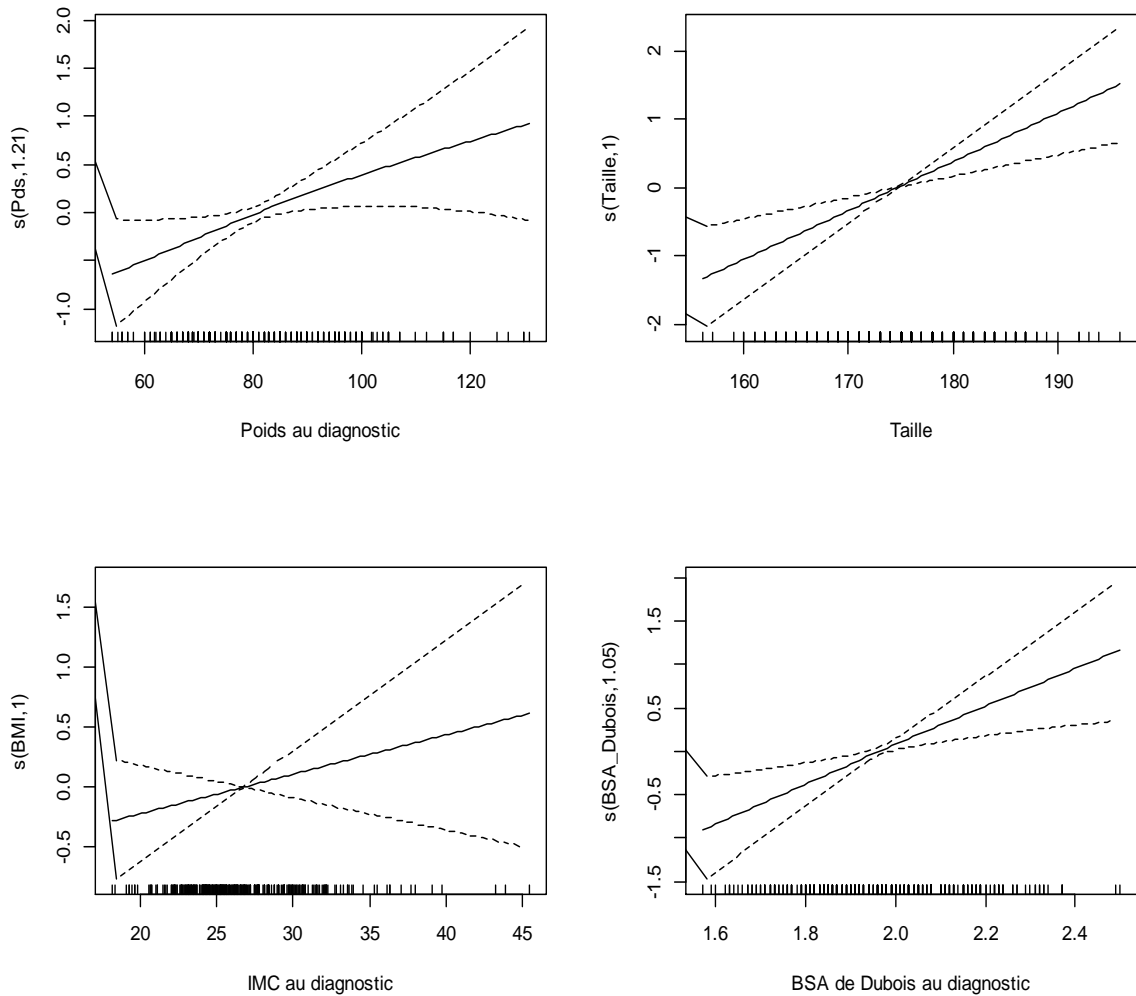 s(Pds,1.21)
2.0
1.5
1.0
0.5
0.0
-1.0
60 80 100 120
Poids au diagnostic
s(Taille,1)
2
1
0
-1
-2
160 170 180 190
Taille
s(BMI,1)
1.5
1.0
0.5
0.0
-0.5
20 25 30 35 40 45
IMC au diagnostic
s(BSA_Dubois,1.05)
1.5
0.5
-0.5
-1.5
1.6 1.8 2.0 2.2 2.4
BSA de Dubois au diagnostic